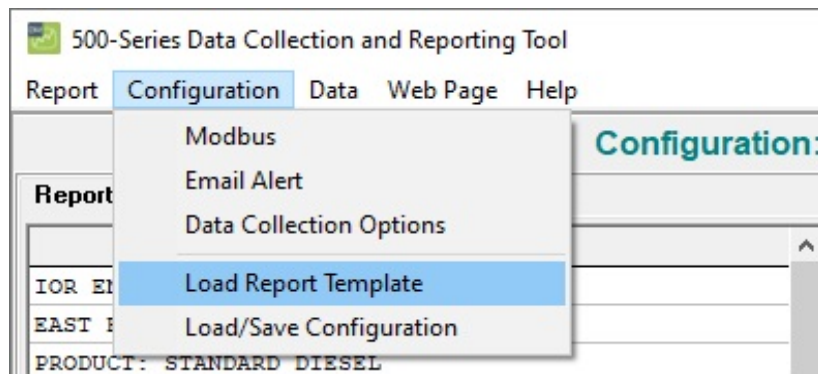 500-Series Data Collection and Reporting Tool
Report Configuration Data Web Page Help
Modbus
Configuration:
Email Alert
Report
Data Collection Options
Load Report Template
IOR
Load/Save Configuration
EAST
PRODUCT: STANDARD DIESEL